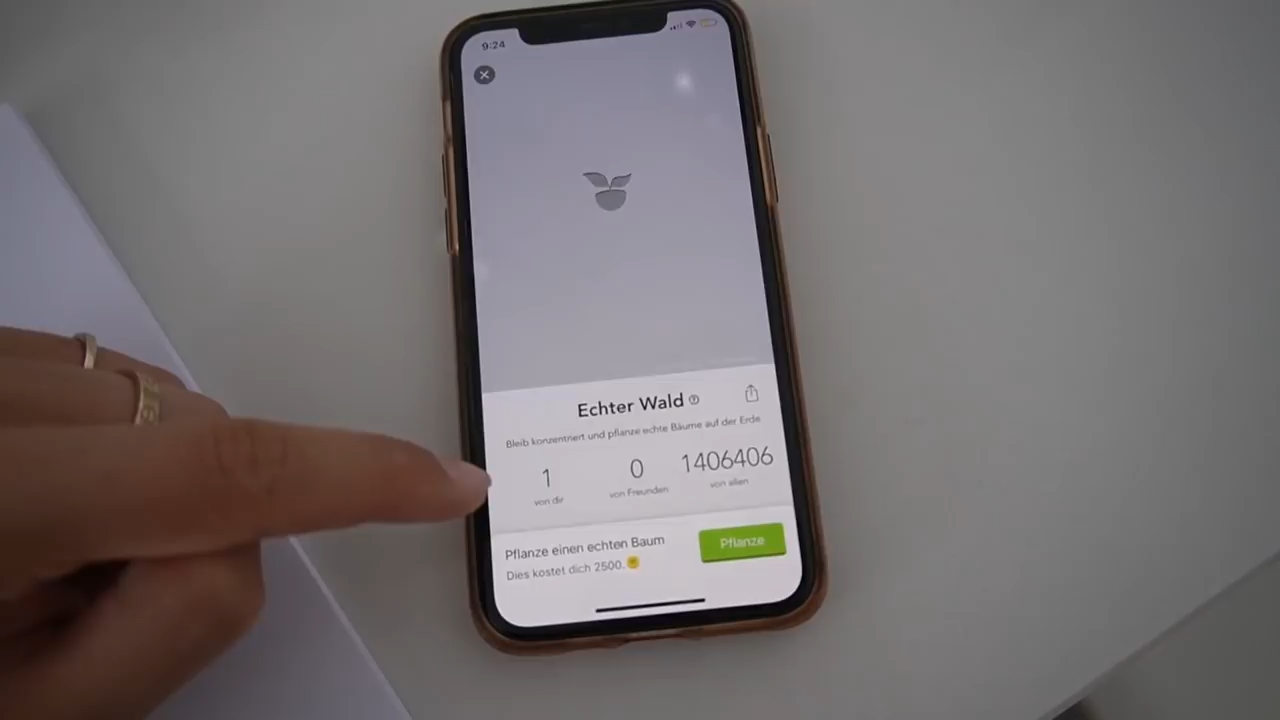 9:24
Echter Wald
Bleib konzentriert und pflanze echte Bäume auf der Erde
1 0 1406406
von dir von Freunden von allen
Pflanze einen echten Baum
Pflanze
Dies kostet dich 2500.